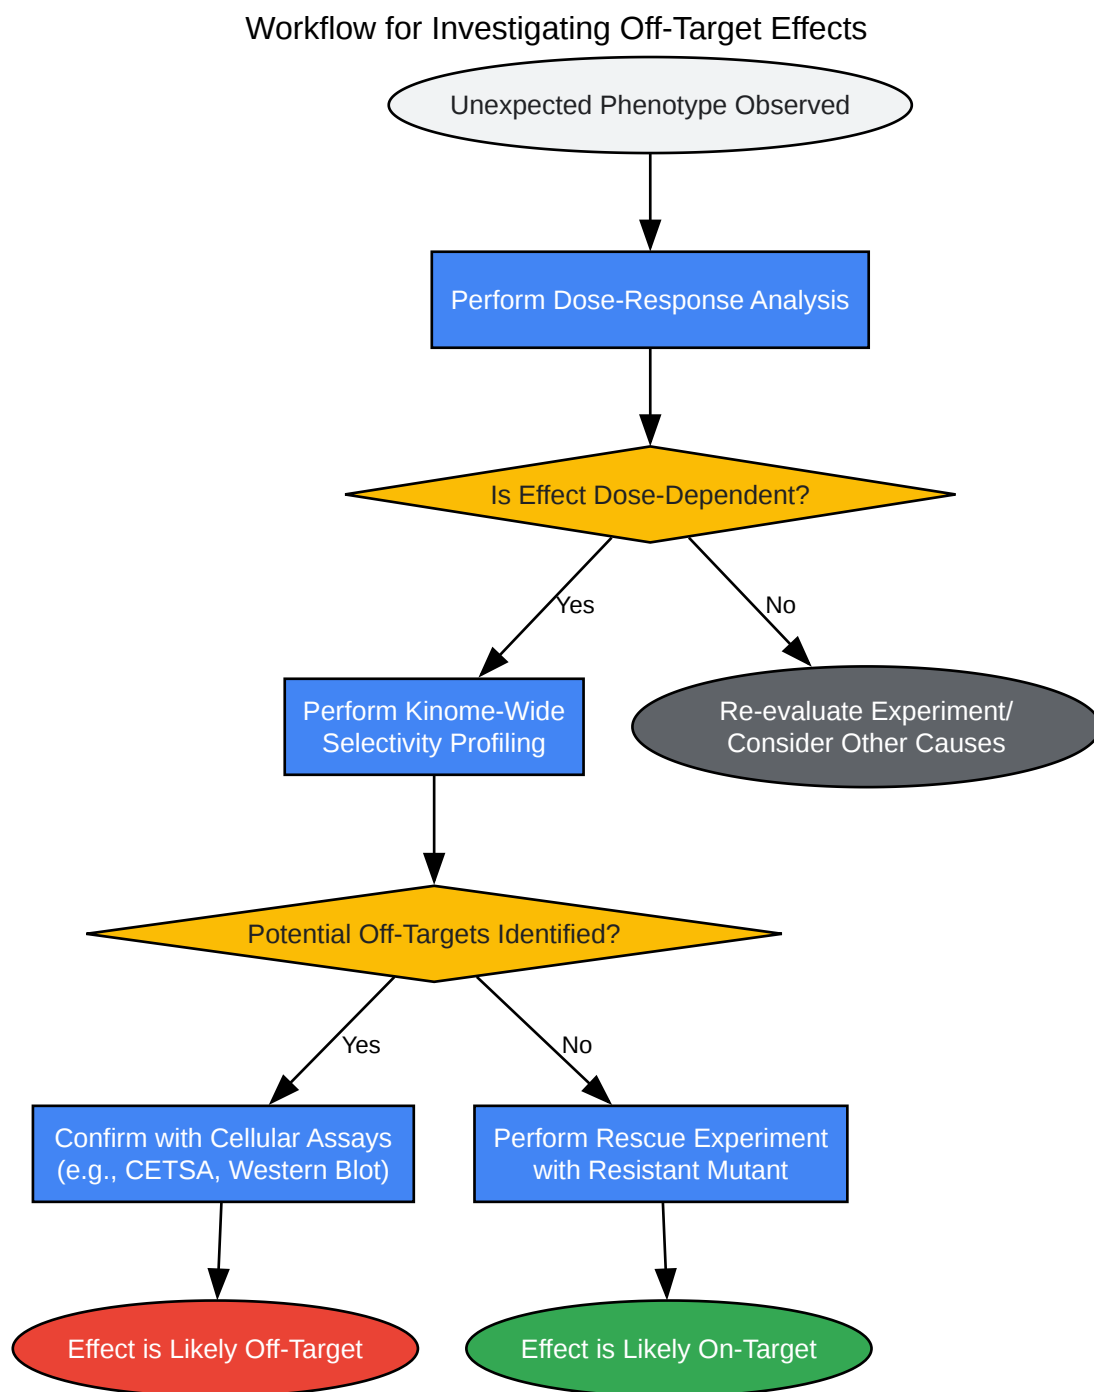 Workflow for Investigating Off-Target Effects
Unexpected Phenotype Observed
Perform Dose-Response Analysis
Is Effect Dose-Dependent?
Yes
No
Perform Kinome-Wide
Selectivity Profiling
Re-evaluate Experiment/
Consider Other Causes
Potential Off-Targets Identified?
Yes
No
Confirm with Cellular Assays
(e.g., CETSA, Western Blot)
Perform Rescue Experiment
with Resistant Mutant
Effect is Likely Off-Target
Effect is Likely On-Target